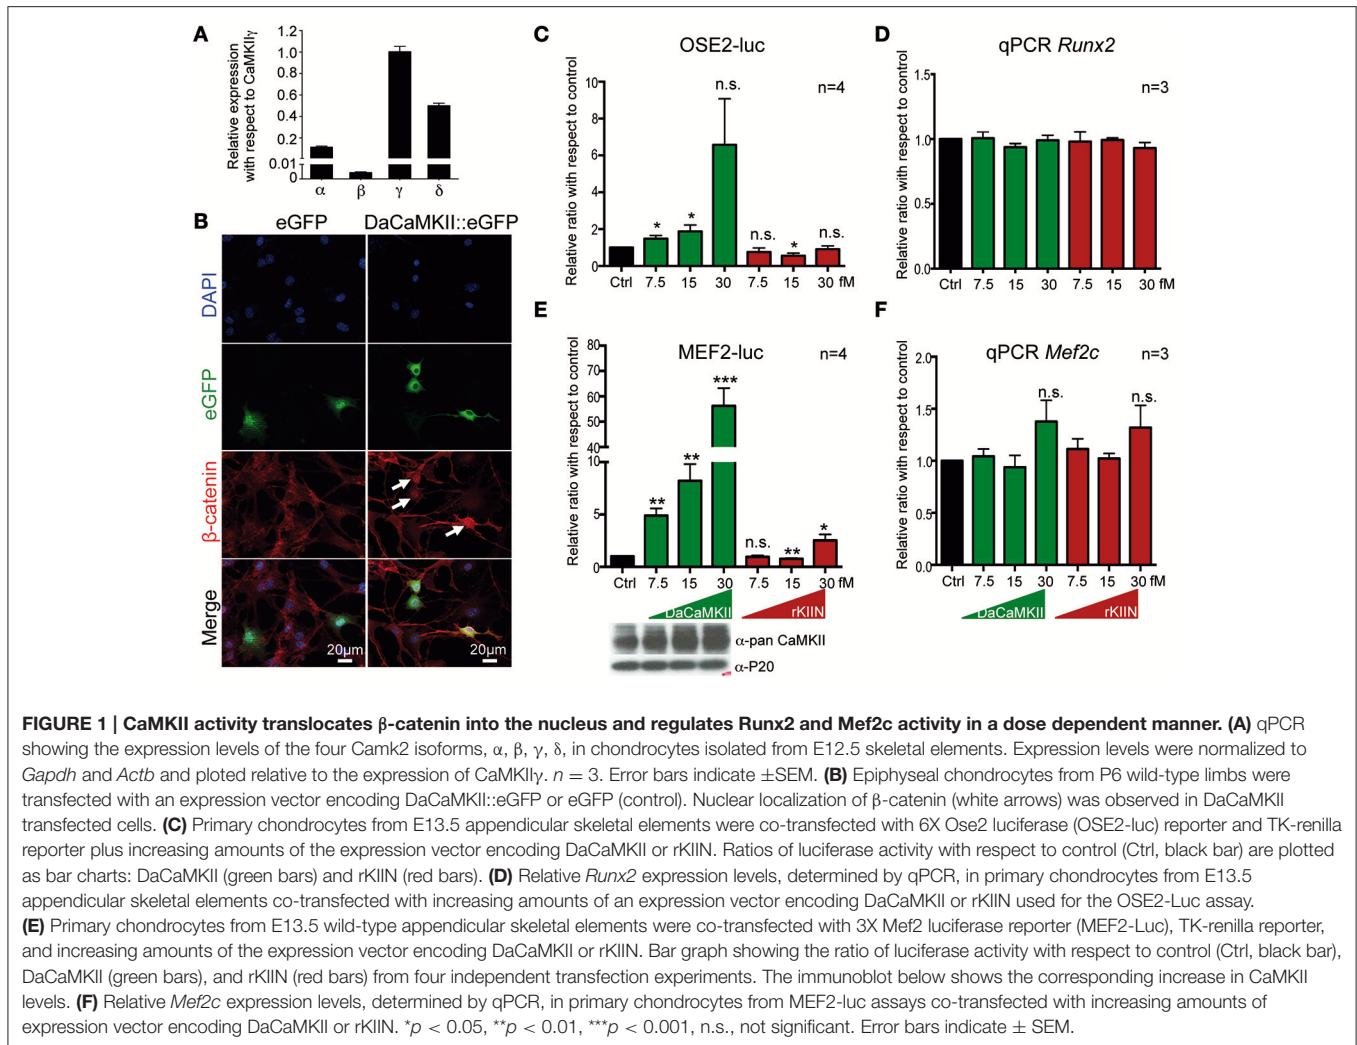 A
Relative expression
with respect to CaMKIIγ
1.2
1.0
0.8
0.6
0.4
0.2
0.01
0
α β γ δ
B
eGFP DaCaMKII::eGFP
DAPI
eGFP
β-catenin
Merge
20µm 20µm
C
OSE2-luc
n=4
Relative ratio with respect to control
10
8
6
4
2
0
* * n.s. n.s. * n.s.
Ctrl 7.5 15 30 7.5 15 30 fM
D
qPCR Runx2
n=3
Relative ratio with respect to control
1.5
1.0
0.5
0.0
Ctrl 7.5 15 30 7.5 15 30 fM
E
MEF2-luc
n=4
Relative ratio with respect to control
80
70
60
50
40
10
5
0
** ** *** n.s. ** *
Ctrl 7.5 15 30 7.5 15 30 fM
DaCaMKII rKIIN
α-pan CaMKII
α-P20
F
qPCR Mef2c
n=3
Relative ratio with respect to control
2.0
1.5
1.0
0.5
0.0
n.s. n.s.
Ctrl 7.5 15 30 7.5 15 30 fM
DaCaMKII rKIIN
FIGURE 1 | CaMKII activity translocates β-catenin into the nucleus and regulates Runx2 and Mef2c activity in a dose dependent manner. (A) qPCR
showing the expression levels of the four Camk2 isoforms, α, β, γ, δ, in chondrocytes isolated from E12.5 skeletal elements. Expression levels were normalized to
Gapdh and Actb and ploted relative to the expression of CaMKIIγ. n = 3. Error bars indicate ±SEM. (B) Epiphyseal chondrocytes from P6 wild-type limbs were
transfected with an expression vector encoding DaCaMKII::eGFP or eGFP (control). Nuclear localization of β-catenin (white arrows) was observed in DaCaMKII
transfected cells. (C) Primary chondrocytes from E13.5 appendicular skeletal elements were co-transfected with 6X Ose2 luciferase (OSE2-luc) reporter and TK-renilla
reporter plus increasing amounts of the expression vector encoding DaCaMKII or rKIIN. Ratios of luciferase activity with respect to control (Ctrl, black bar) are plotted
as bar charts: DaCaMKII (green bars) and rKIIN (red bars). (D) Relative Runx2 expression levels, determined by qPCR, in primary chondrocytes from E13.5
appendicular skeletal elements co-transfected with increasing amounts of an expression vector encoding DaCaMKII or rKIIN used for the OSE2-Luc assay.
(E) Primary chondrocytes from E13.5 wild-type appendicular skeletal elements were co-transfected with 3X Mef2 luciferase reporter (MEF2-Luc), TK-renilla reporter,
and increasing amounts of the expression vector encoding DaCaMKII or rKIIN. Bar graph showing the ratio of luciferase activity with respect to control (Ctrl, black bar),
DaCaMKII (green bars), and rKIIN (red bars) from four independent transfection experiments. The immunoblot below shows the corresponding increase in CaMKII
levels. (F) Relative Mef2c expression levels, determined by qPCR, in primary chondrocytes from MEF2-luc assays co-transfected with increasing amounts of
expression vector encoding DaCaMKII or rKIIN. *p < 0.05, **p < 0.01, ***p < 0.001, n.s., not significant. Error bars indicate ± SEM.